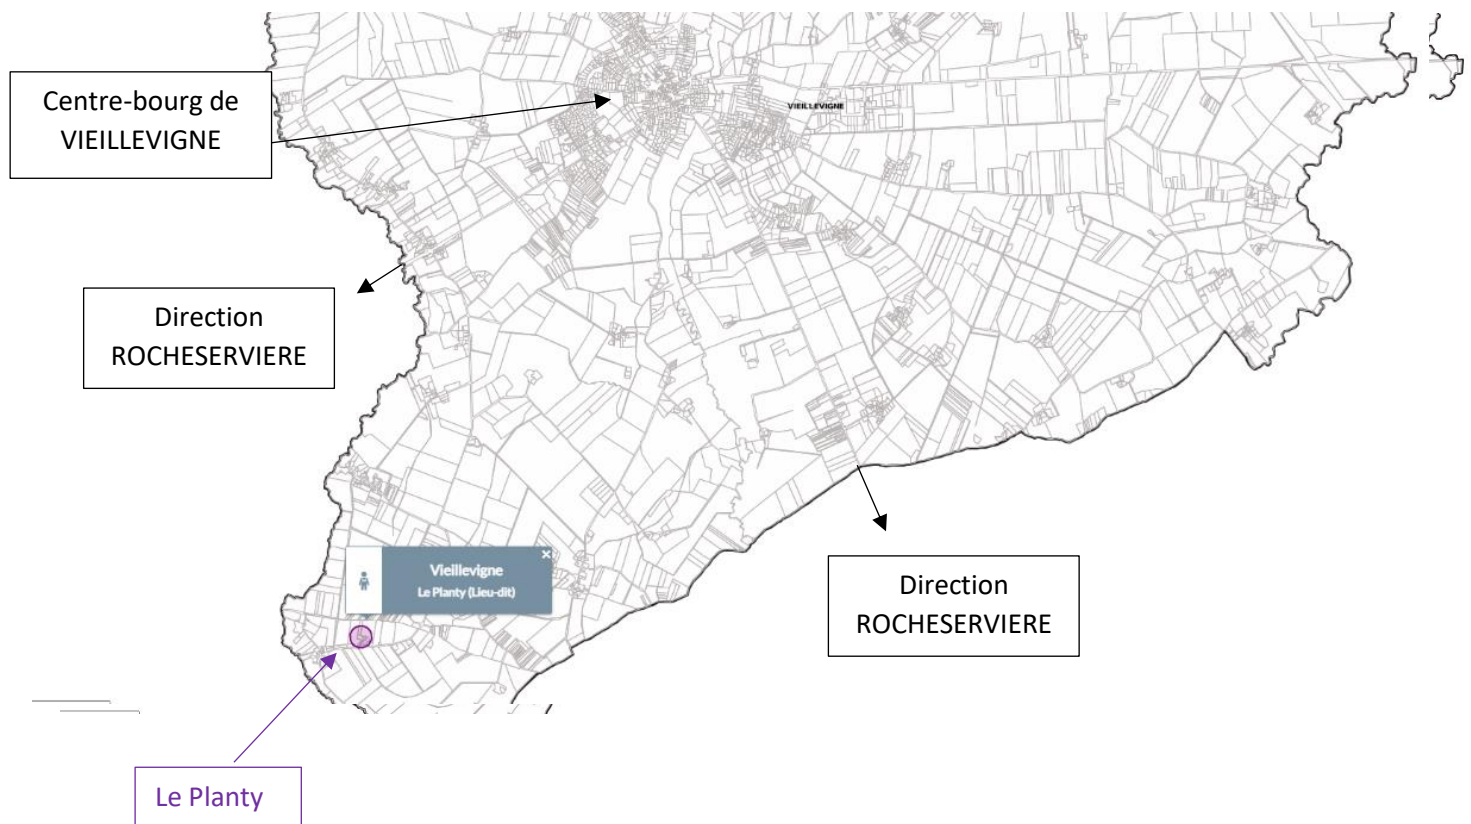 Centre-bourg de
VIEILLEVIGNE
VIEILLEVIGNE
Direction
ROCHESERVIERE
Vieillevigne
Le Planty (Lieu-dit)
Direction
ROCHESERVIERE
Le Planty